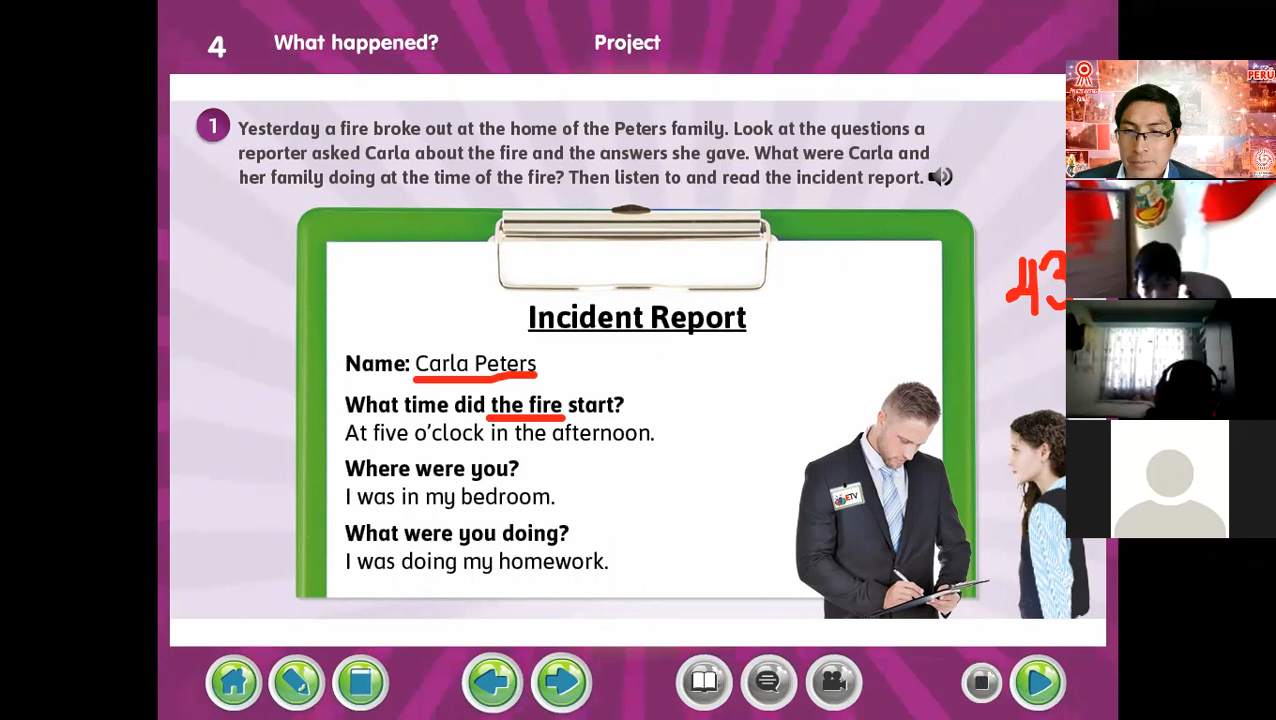 4 What happened? Project
1 Yesterday a fire broke out at the home of the Peters family. Look at the questions a
reporter asked Carla about the fire and the answers she gave. What were Carla and
her family doing at the time of the fire? Then listen to and read the incident report.
Incident Report
Name: Carla Peters
What time did the fire start?
At five o'clock in the afternoon.
Where were you?
I was in my bedroom.
What were you doing?
I was doing my homework.
ETV
43
PERÚ